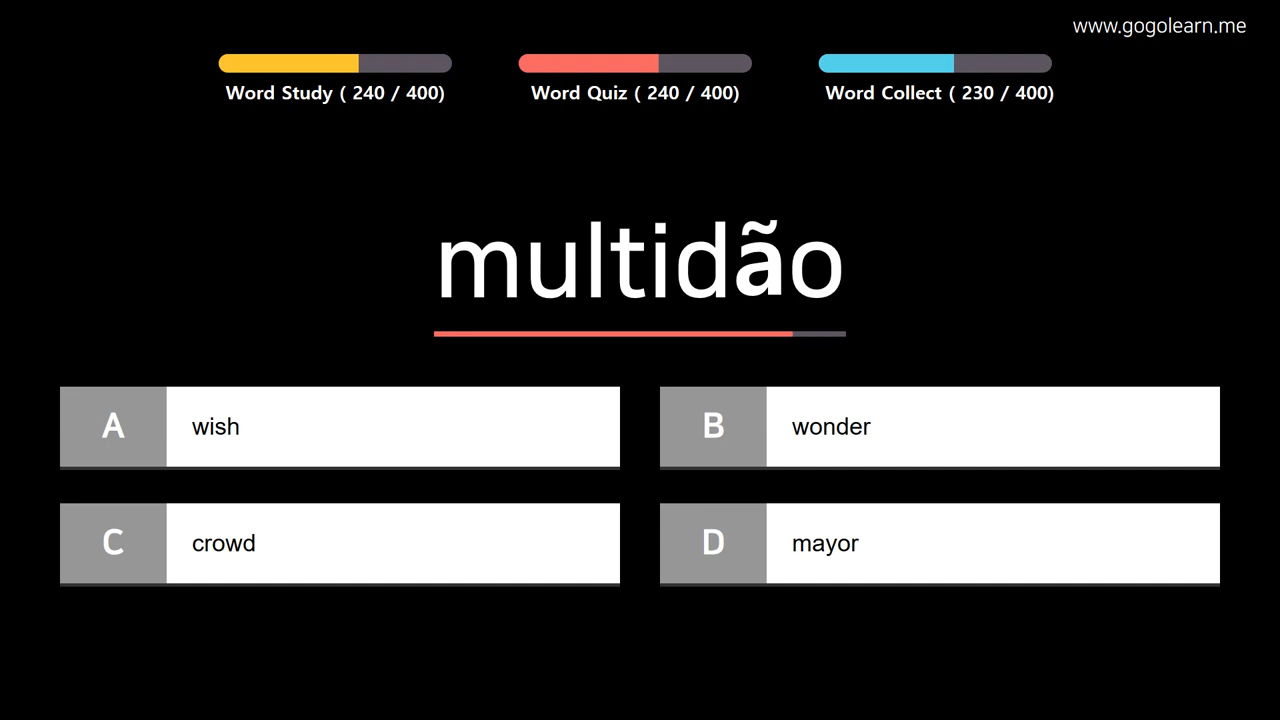 www.gogolearn.me
Word Study ( 240 / 400)
Word Quiz ( 240 / 400)
Word Collect ( 230 / 400)
multidão
A wish
B wonder
C crowd
D mayor